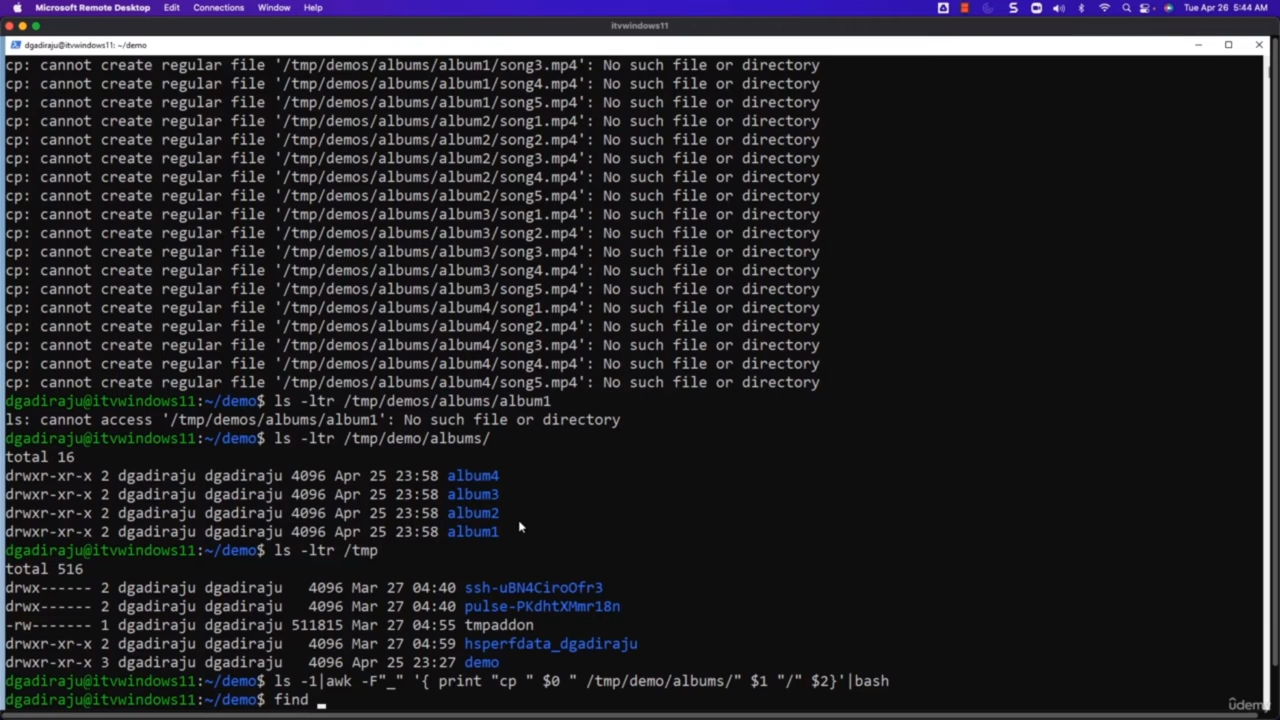 Microsoft Remote Desktop Edit Connections Window Help Tue Apr 26 5:44 AM
itvwindows11
dgadiraju@itvwindows11: ~/demo
cp: cannot create regular file '/tmp/demos/albums/album1/song3.mp4': No such file or directory
cp: cannot create regular file '/tmp/demos/albums/album1/song4.mp4': No such file or directory
cp: cannot create regular file '/tmp/demos/albums/album1/song5.mp4': No such file or directory
cp: cannot create regular file '/tmp/demos/albums/album2/song1.mp4': No such file or directory
cp: cannot create regular file '/tmp/demos/albums/album2/song2.mp4': No such file or directory
cp: cannot create regular file '/tmp/demos/albums/album2/song3.mp4': No such file or directory
cp: cannot create regular file '/tmp/demos/albums/album2/song4.mp4': No such file or directory
cp: cannot create regular file '/tmp/demos/albums/album2/song5.mp4': No such file or directory
cp: cannot create regular file '/tmp/demos/albums/album3/song1.mp4': No such file or directory
cp: cannot create regular file '/tmp/demos/albums/album3/song2.mp4': No such file or directory
cp: cannot create regular file '/tmp/demos/albums/album3/song3.mp4': No such file or directory
cp: cannot create regular file '/tmp/demos/albums/album3/song4.mp4': No such file or directory
cp: cannot create regular file '/tmp/demos/albums/album3/song5.mp4': No such file or directory
cp: cannot create regular file '/tmp/demos/albums/album4/song1.mp4': No such file or directory
cp: cannot create regular file '/tmp/demos/albums/album4/song2.mp4': No such file or directory
cp: cannot create regular file '/tmp/demos/albums/album4/song3.mp4': No such file or directory
cp: cannot create regular file '/tmp/demos/albums/album4/song4.mp4': No such file or directory
cp: cannot create regular file '/tmp/demos/albums/album4/song5.mp4': No such file or directory
dgadiraju@itvwindows11:~/demo$ ls -ltr /tmp/demos/albums/album1
ls: cannot access '/tmp/demos/albums/album1': No such file or directory
dgadiraju@itvwindows11:~/demo$ ls -ltr /tmp/demo/albums/
total 16
drwxr-xr-x 2 dgadiraju dgadiraju 4096 Apr 25 23:58 album4
drwxr-xr-x 2 dgadiraju dgadiraju 4096 Apr 25 23:58 album3
drwxr-xr-x 2 dgadiraju dgadiraju 4096 Apr 25 23:58 album2
drwxr-xr-x 2 dgadiraju dgadiraju 4096 Apr 25 23:58 album1
dgadiraju@itvwindows11:~/demo$ ls -ltr /tmp
total 516
drwx------ 2 dgadiraju dgadiraju   4096 Mar 27 04:40 ssh-uBN4CiroOfr3
drwx------ 2 dgadiraju dgadiraju   4096 Mar 27 04:40 pulse-PKdhtXMmr18n
-rw------- 1 dgadiraju dgadiraju 511815 Mar 27 04:55 tmpaddon
drwxr-xr-x 2 dgadiraju dgadiraju   4096 Mar 27 04:59 hsperfdata_dgadiraju
drwxr-xr-x 3 dgadiraju dgadiraju   4096 Apr 25 23:27 demo
dgadiraju@itvwindows11:~/demo$ ls -1|awk -F"_" '{ print "cp " $0 " /tmp/demo/albums/" $1 "/" $2}'|bash
dgadiraju@itvwindows11:~/demo$ find
ûdemy